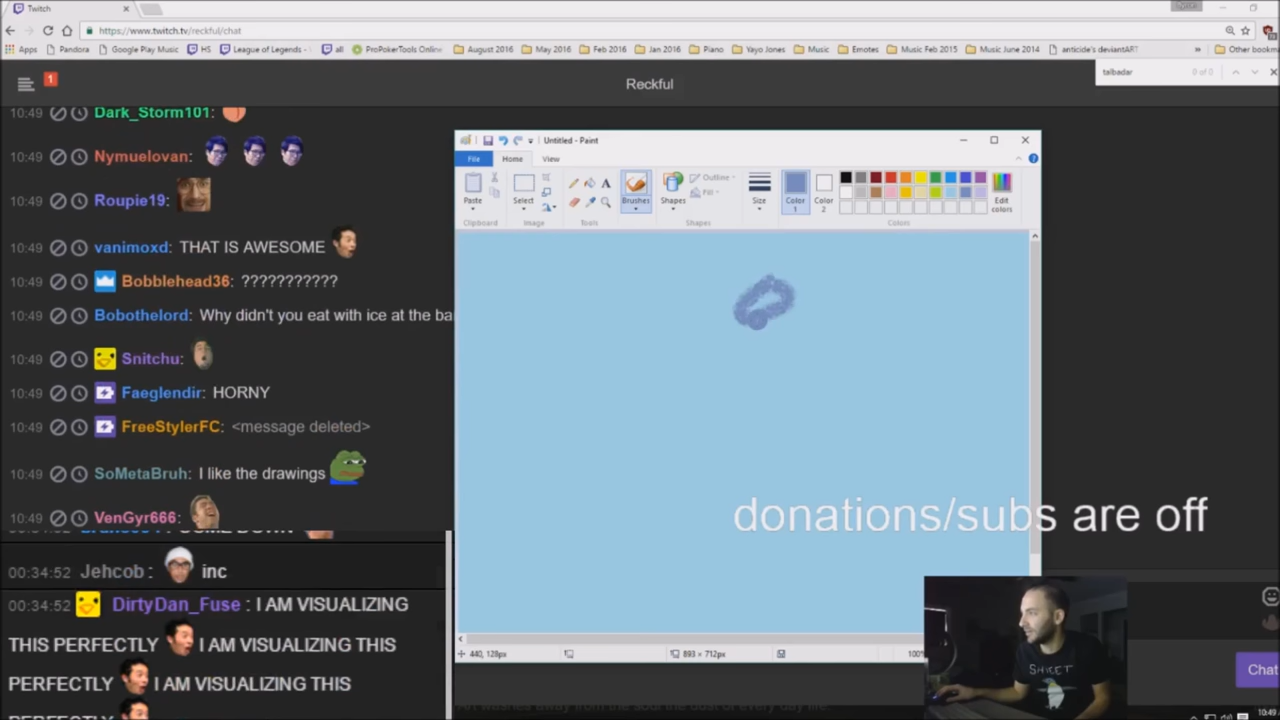 Twitch
https://www.twitch.tv/reckful/chat
Apps Pandora Google Play Music HS League of Legends - all ProPokerTools Online August 2016 May 2016 Feb 2016 Jan 2016 Piano Yayo Jones Music Emotes Music Feb 2015 Music June 2014 anticide's deviantART » Other bookm
talbadar 0 of 0
1
Reckful
Dark_Storm101:
10:49 Nymuelovan:
10:49 Roupie19:
10:49 vanimoxd: THAT IS AWESOME
10:49 Bobblehead36: ???????????
10:49 Bobothelord: Why didn't you eat with ice at the ba
10:49 Snitchu:
10:49 Faeglendir: HORNY
10:49 FreeStylerFC: <message deleted>
10:49 SoMetaBruh: I like the drawings
10:49 VenGyr666:
00:34:52 Jehcob : inc
00:34:52 DirtyDan_Fuse : I AM VISUALIZING
THIS PERFECTLY I AM VISUALIZING THIS
PERFECTLY I AM VISUALIZING THIS
Untitled - Paint
File Home View
Paste Select Brushes Shapes Outline Fill Size Color 1 Color 2 Edit colors
Clipboard Image Tools Shapes Colors
donations/subs are off
440, 129px 893 × 712px 100%
SHEET
Chat
10:49